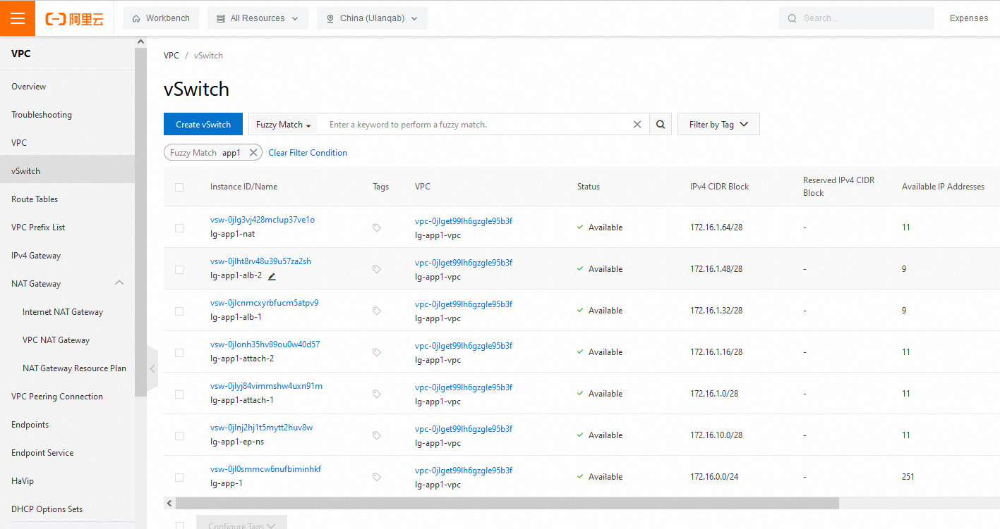 阿里云
Workbench
All Resources
China (Ulanqab)
Search...
Expenses
VPC
Overview
Troubleshooting
VPC
vSwitch
Route Tables
VPC Prefix List
IPv4 Gateway
NAT Gateway
Internet NAT Gateway
VPC NAT Gateway
NAT Gateway Resource Plan
VPC Peering Connection
Endpoints
Endpoint Service
HaVip
DHCP Options Sets
VPC / vSwitch
vSwitch
Create vSwitch
Fuzzy Match
Enter a keyword to perform a fuzzy match.
Filter by Tag
Fuzzy Match app1
Clear Filter Condition
Instance ID/Name Tags VPC Status IPv4 CIDR Block Reserved IPv4 CIDR Block Available IP Addresses
vsw-0jlg3vj428mclup37ve1o vpc-0jlget99lh6gzgle95b3f
lg-app1-nat lg-app1-vpc Available 172.16.1.64/28 - 11
vsw-0jlht8rv48u39u57za2sh vpc-0jlget99lh6gzgle95b3f
lg-app1-alb-2 lg-app1-vpc Available 172.16.1.48/28 - 9
vsw-0jlcnmcxyrbfucm5atpv9 vpc-0jlget99lh6gzgle95b3f
lg-app1-alb-1 lg-app1-vpc Available 172.16.1.32/28 - 9
vsw-0jlonh35hv89ou0w40d57 vpc-0jlget99lh6gzgle95b3f
lg-app1-attach-2 lg-app1-vpc Available 172.16.1.16/28 - 11
vsw-0jlyj84vimmshw4uxn91m vpc-0jlget99lh6gzgle95b3f
lg-app1-attach-1 lg-app1-vpc Available 172.16.1.0/28 - 11
vsw-0jlnj2hj1t5mytt2huv8w vpc-0jlget99lh6gzgle95b3f
lg-app1-ep-ns lg-app1-vpc Available 172.16.10.0/28 - 11
vsw-0jl0smmcw6nufbiminhkf vpc-0jlget99lh6gzgle95b3f
lg-app-1 lg-app1-vpc Available 172.16.0.0/24 - 251
Configure Tags